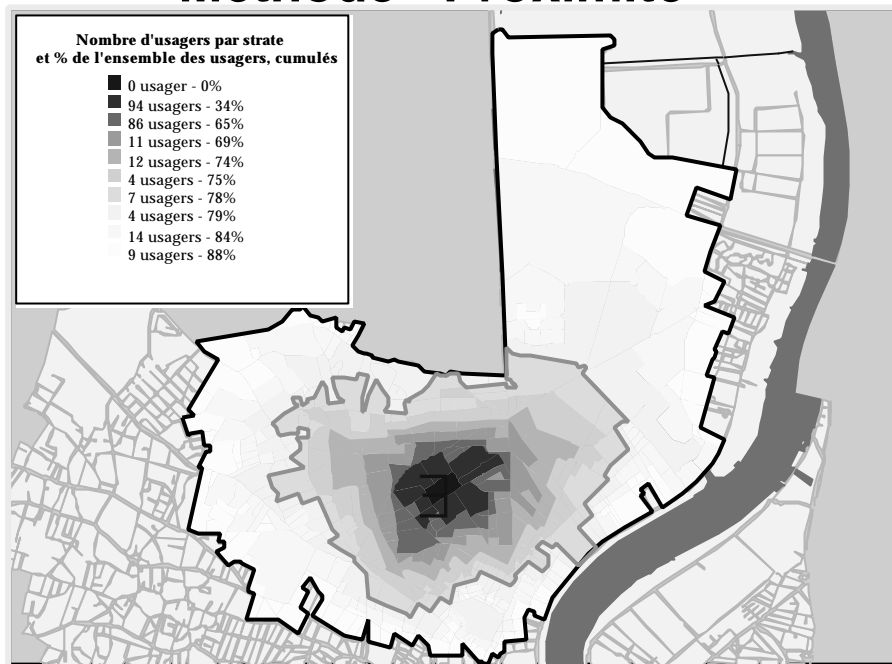 Méthode "Proximité"
Nombre d'usagers par strate
et % de l'ensemble des usagers, cumulés
0 usager - 0%
94 usagers - 34%
86 usagers - 65%
11 usagers - 69%
12 usagers - 74%
4 usagers - 75%
7 usagers - 78%
4 usagers - 79%
14 usagers - 84%
9 usagers - 88%